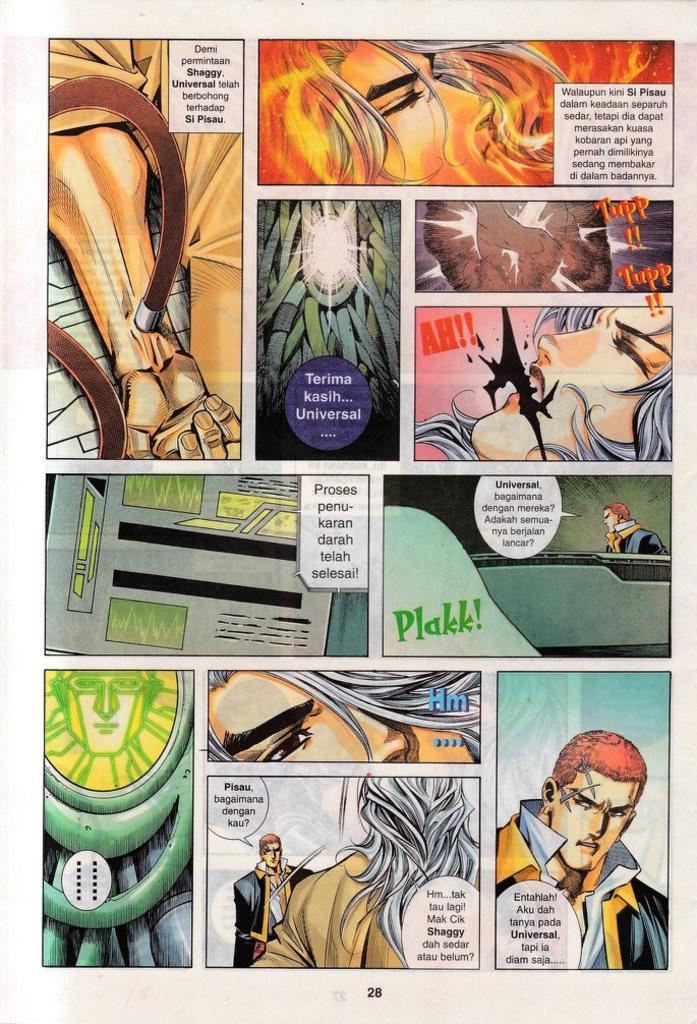 Demi
permintaan
Shaggy,
Universal telah
berbohong
terhadap
Si Pisau.
Walaupun kini Si Pisau
dalam keadaan separuh
sedar, tetapi dia dapat
merasakan kuasa
kobaran api yang
pernah dimilikinya
sedang membakar
di dalam badannya.
Tupp
!!
Tupp
!!
Terima
kasih...
Universal
....
AH!!
Proses
penu-
karan
darah
telah
selesai!
Universal,
bagaimana
dengan mereka?
Adakah semua-
nya berjalan
lancar?
Plakk!
!!
Hm
....
Pisau,
bagaimana
dengan
kau?
Hm...tak
tau lagi!
Mak Cik
Shaggy
dah sedar
atau belum?
Entahlah!
Aku dah
tanya pada
Universal,
tapi ia
diam saja.....
28